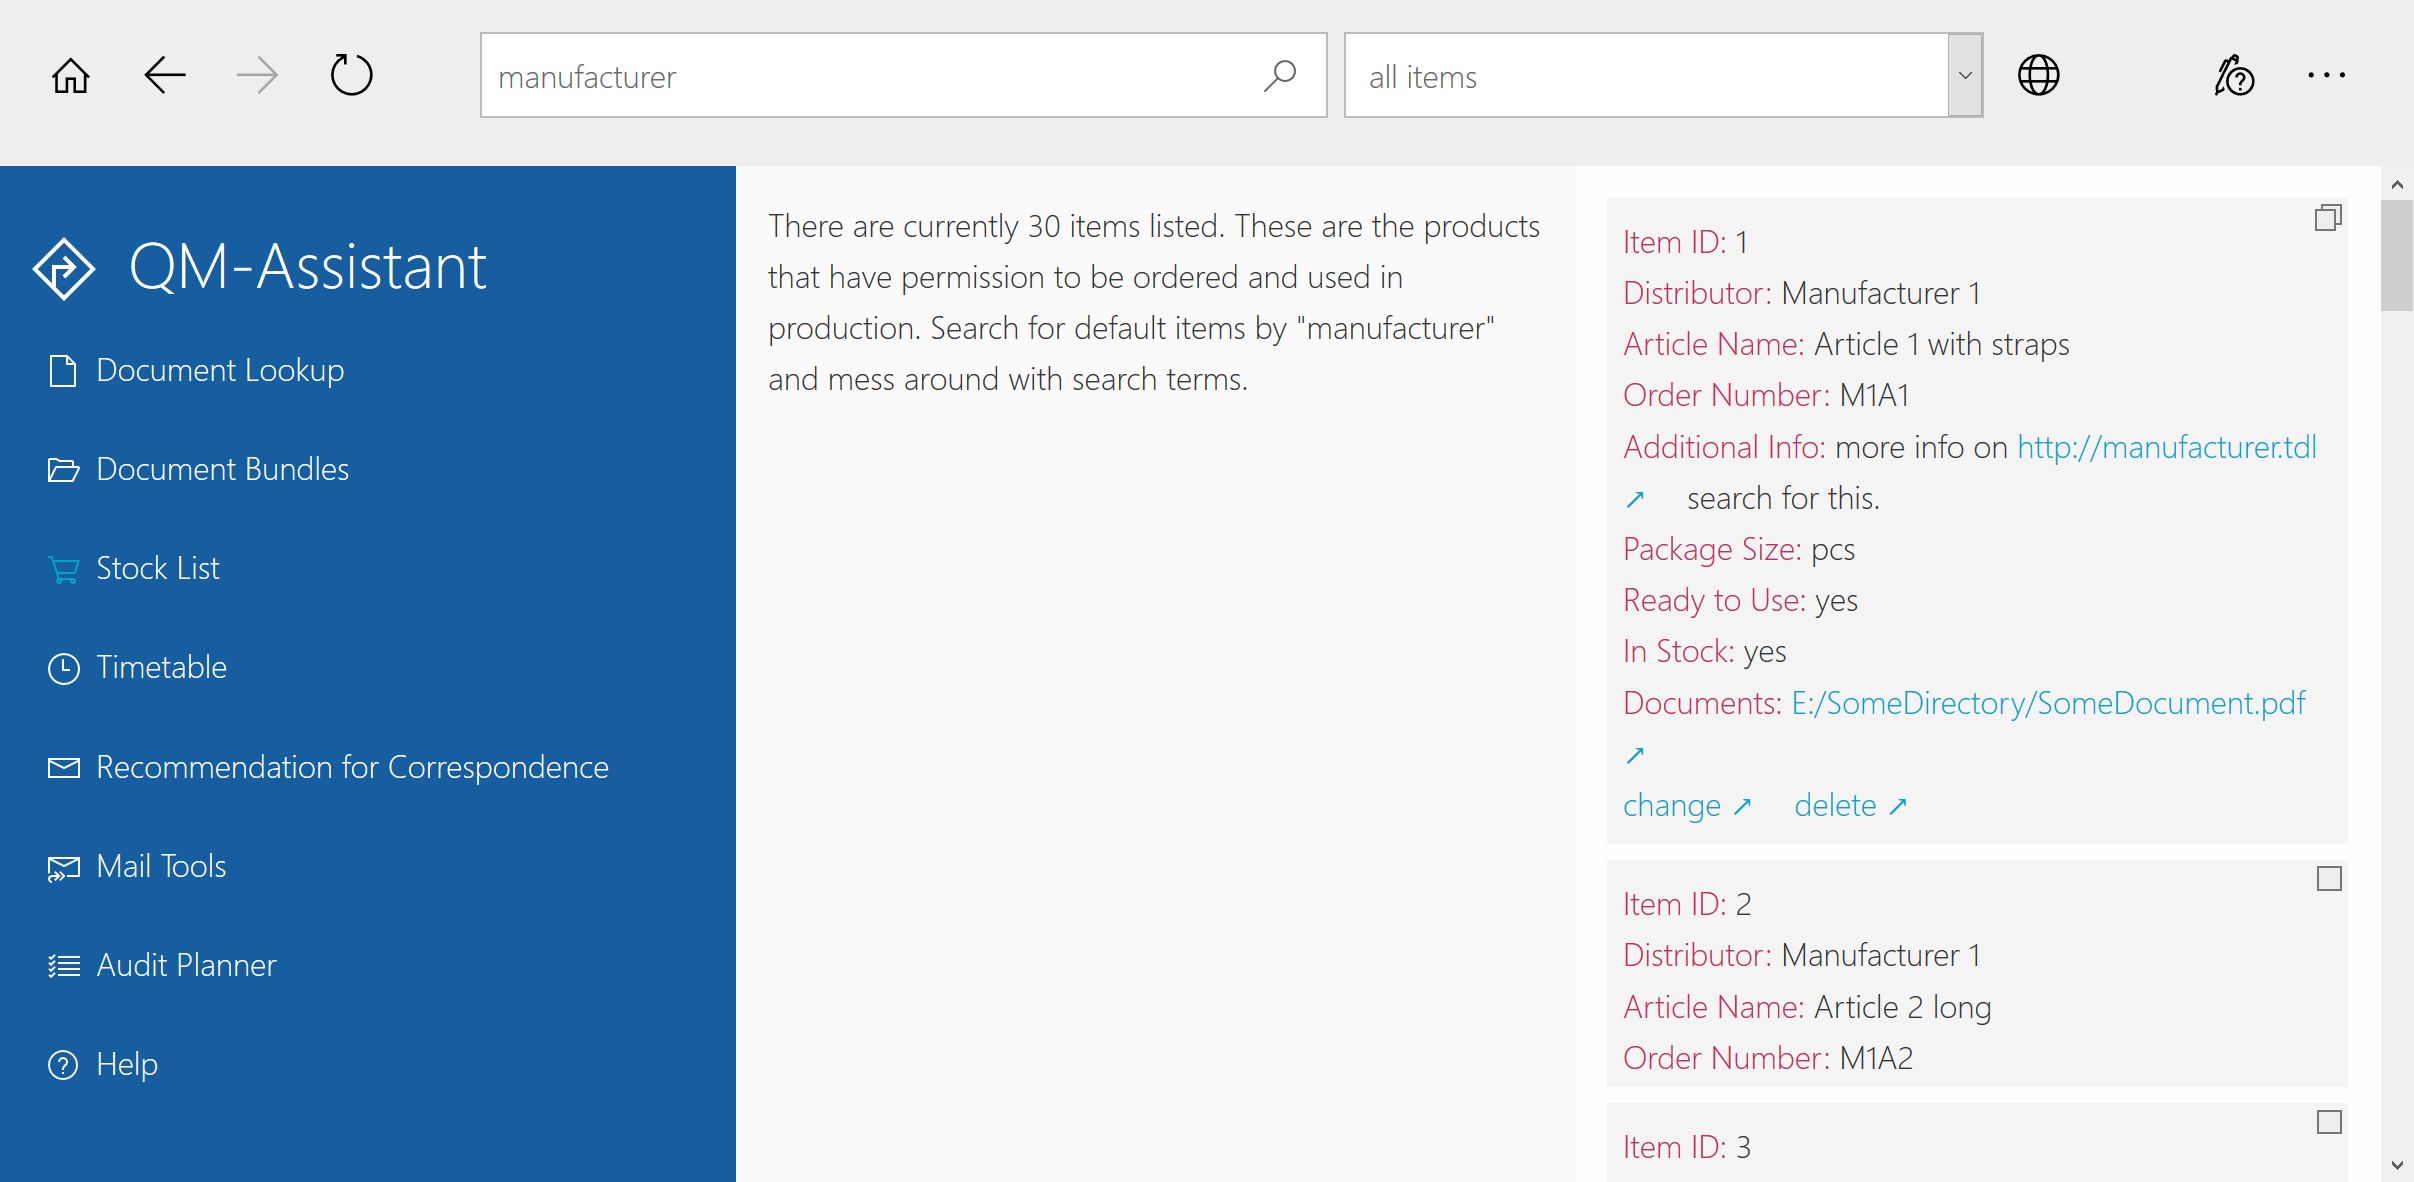 manufacturer
all items
QM-Assistant
Document Lookup
Document Bundles
Stock List
Timetable
Recommendation for Correspondence
Mail Tools
Audit Planner
Help
There are currently 30 items listed. These are the products
that have permission to be ordered and used in
production. Search for default items by "manufacturer"
and mess around with search terms.
Item ID: 1
Distributor: Manufacturer 1
Article Name: Article 1 with straps
Order Number: M1A1
Additional Info: more info on http://manufacturer.tdl
↗ search for this.
Package Size: pcs
Ready to Use: yes
In Stock: yes
Documents: E:/SomeDirectory/SomeDocument.pdf
↗
change ↗ delete ↗
Item ID: 2
Distributor: Manufacturer 1
Article Name: Article 2 long
Order Number: M1A2
Item ID: 3